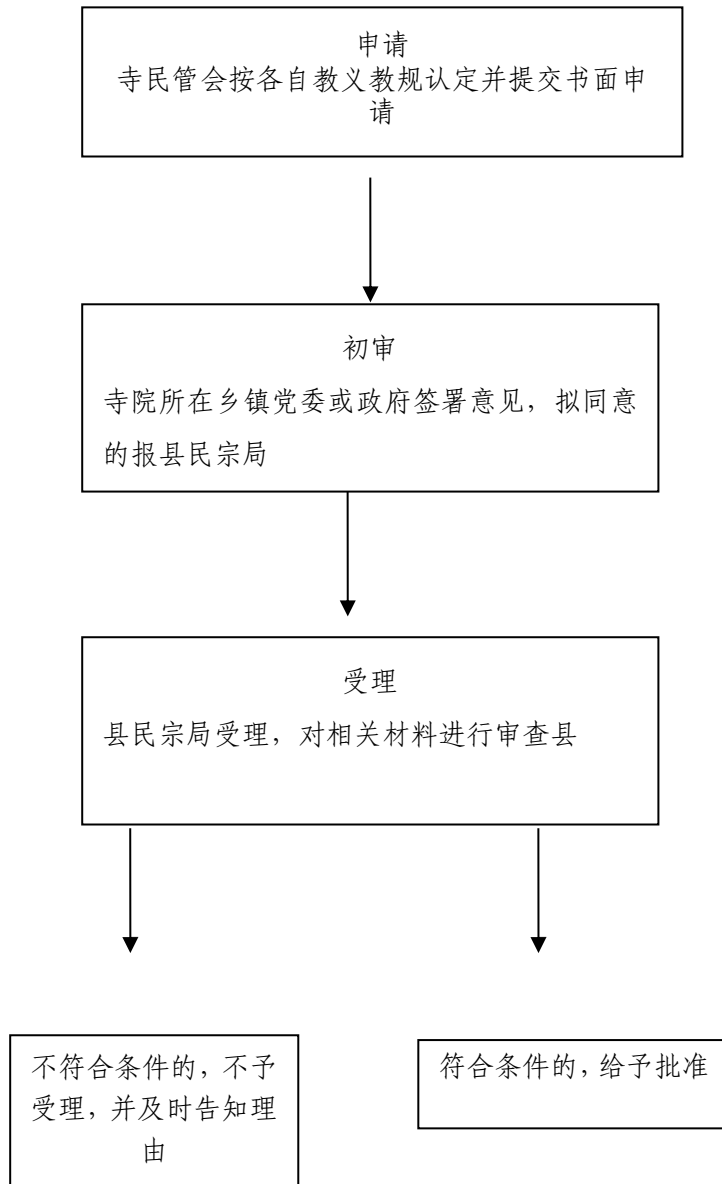 申请
寺民管会按各自教义教规认定并提交书面申
请
初审
寺院所在乡镇党委或政府签署意见，拟同意
的报县民宗局
受理
县民宗局受理，对相关材料进行审查县
不符合条件的，不予
受理，并及时告知理
由
符合条件的，给予批准